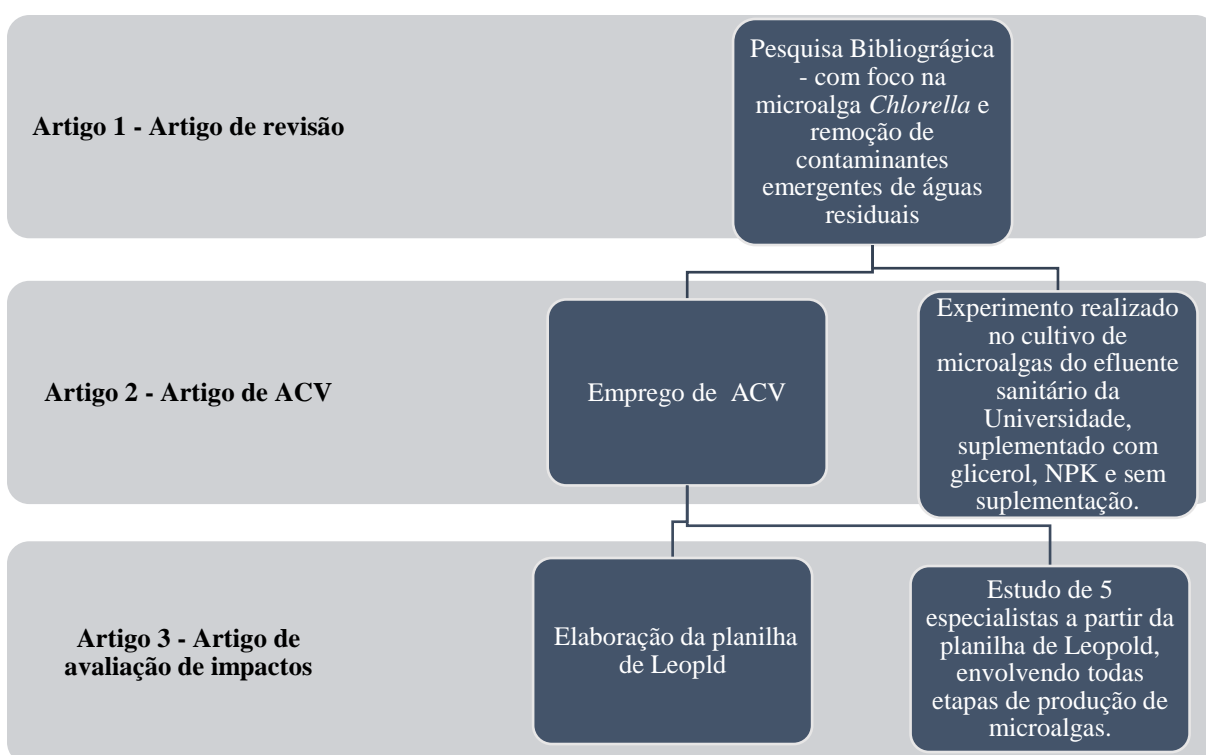 Artigo 1 - Artigo de revisão
Pesquisa Bibliográgica
- com foco na
microalga Chlorella e
remoção de
contaminantes
emergentes de águas
residuais
Artigo 2 - Artigo de ACV
Emprego de ACV
Experimento realizado
no cultivo de
microalgas do efluente
sanitário da
Universidade,
suplementado com
glicerol, NPK e sem
suplementação.
Artigo 3 - Artigo de
avaliação de impactos
Elaboração da planilha
de Leopld
Estudo de 5
especialistas a partir da
planilha de Leopold,
envolvendo todas
etapas de produção de
microalgas.